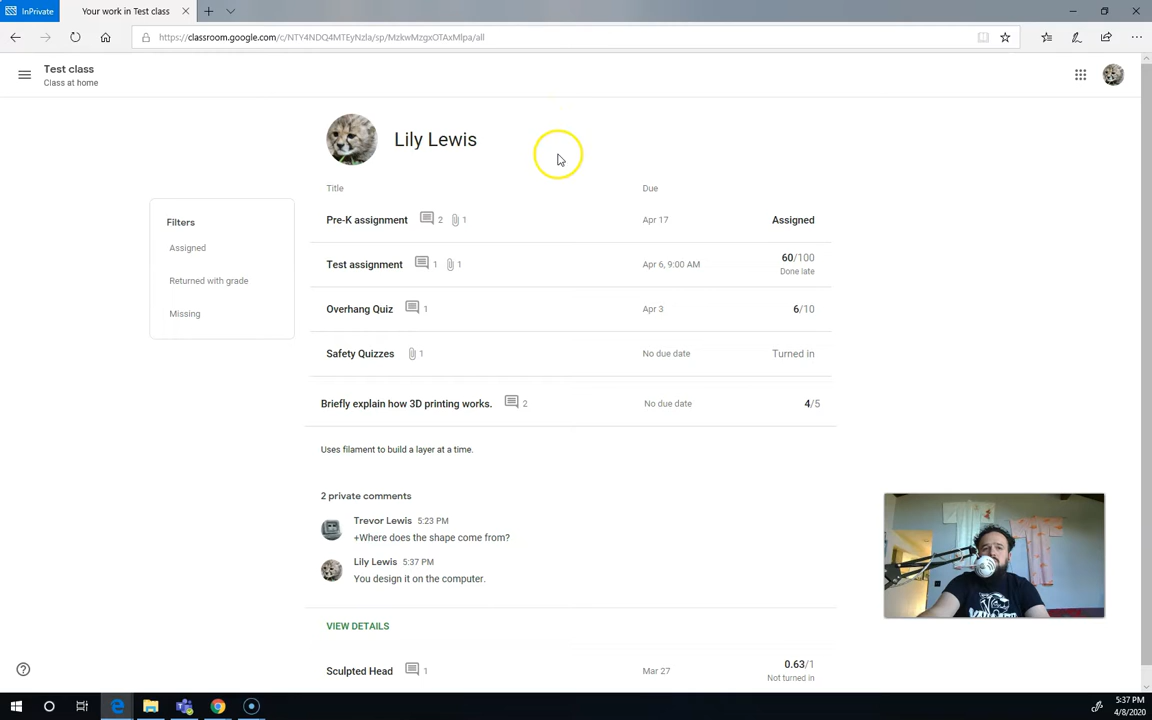 InPrivate
Your work in Test class
https://classroom.google.com/c/NTY4NDQ4MTEyNzla/sp/MzkwMzgxOTAxMlpa/all
Test class
Class at home
Lily Lewis
Title Due
Filters
Assigned
Returned with grade
Missing
Pre-K assignment 2 1 Apr 17 Assigned
Test assignment 1 1 Apr 6, 9:00 AM 60/100
Done late
Overhang Quiz 1 Apr 3 6/10
Safety Quizzes 1 No due date Turned in
Briefly explain how 3D printing works. 2 No due date 4/5
Uses filament to build a layer at a time.
2 private comments
Trevor Lewis 5:23 PM
+Where does the shape come from?
Lily Lewis 5:37 PM
You design it on the computer.
VIEW DETAILS
Sculpted Head 1 Mar 27 0.63/1
Not turned in
5:37 PM
4/8/2020